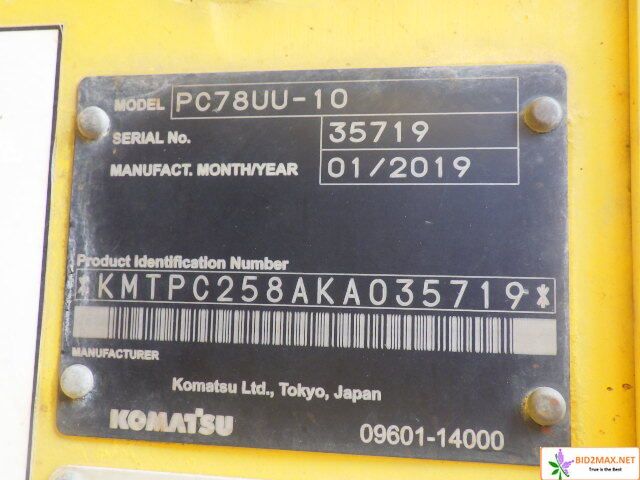 MODEL PC78UU-10
SERIAL No. 35719
MANUFACT. MONTH/YEAR 01/2019
Product Identification Number
*KMTPC258AKA035719*
MANUFACTURER
Komatsu Ltd., Tokyo, Japan
KOMATSU
09601-14000
BID2MAX.NET
True is the Best